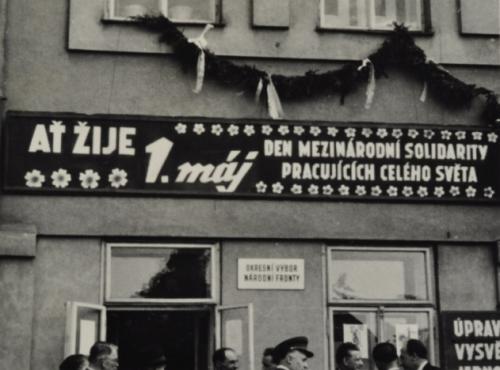 AŤ ŽIJE 1. máj
DEN MEZINÁRODNÍ SOLIDARITY
PRACUJÍCÍCH CELÉHO SVĚTA
OKRESNÍ VÝBOR
NÁRODNÍ FRONTY
ÚPRAV
VYSVĚ